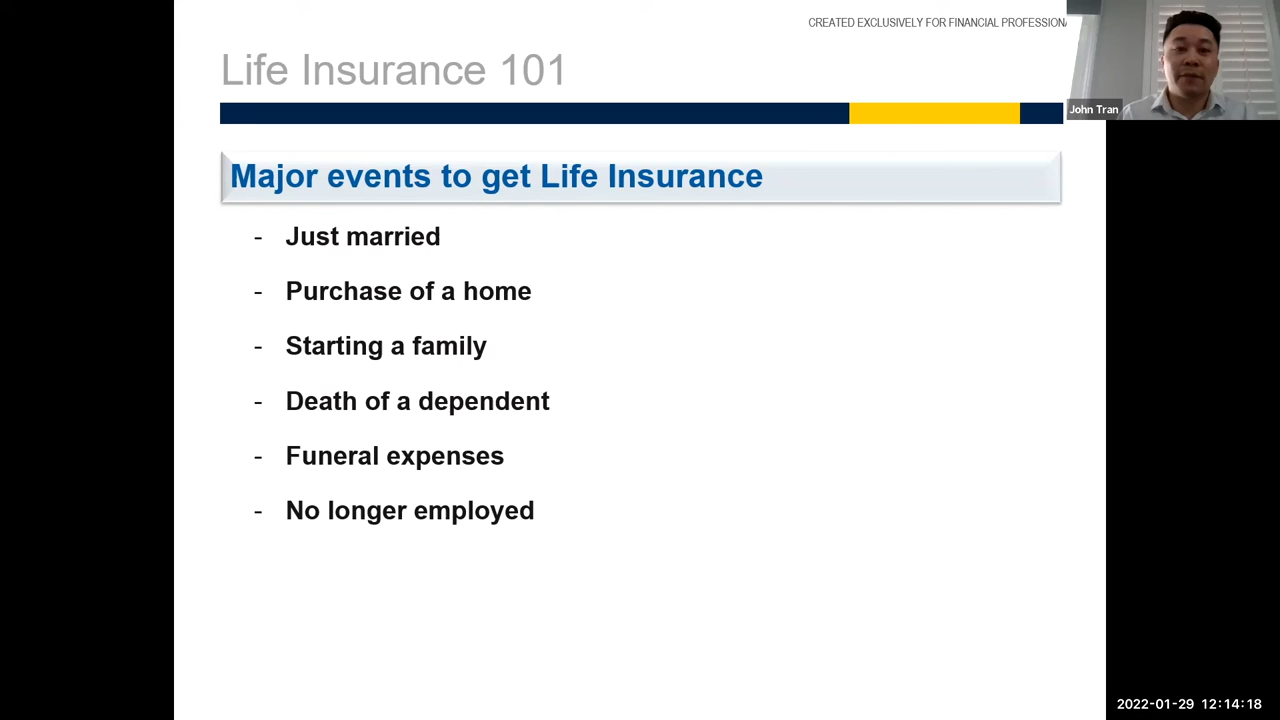 CREATED EXCLUSIVELY FOR FINANCIAL
Life Insurance 101
John Tran
Major events to get Life Insurance
- Just married
- Purchase of a home
- Starting a family
- Death of a dependent
- Funeral expenses
- No longer employed
2022-01-29 12:14:18